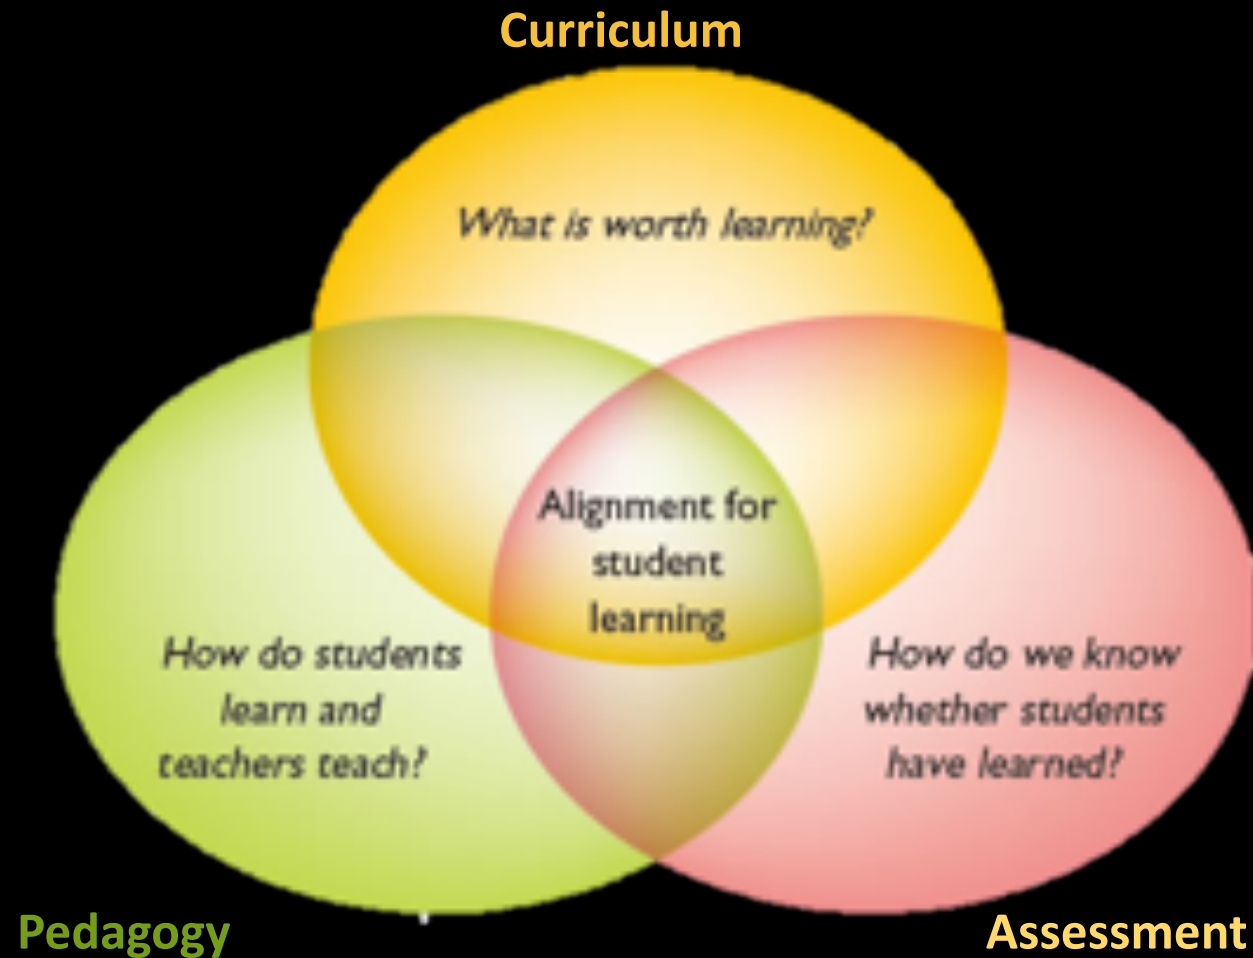 Curriculum
What is worth learning?
Alignment for
student
learning
How do students
learn and
teachers teach?
How do we know
whether students
have learned?
Pedagogy
Assessment